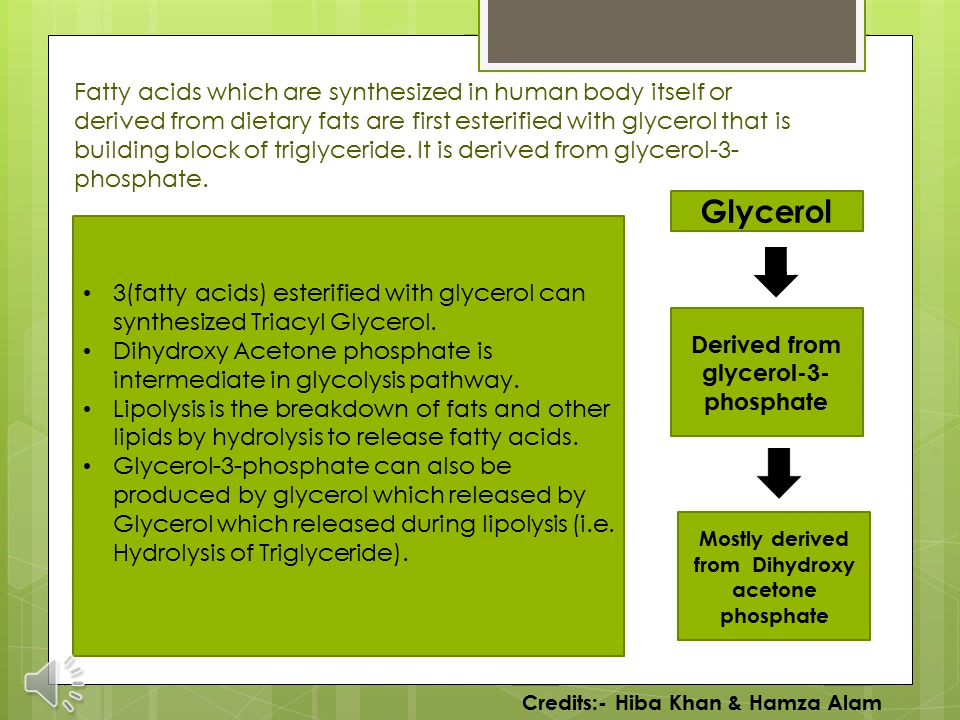 Fatty acids which are synthesized in human body itself or
derived from dietary fats are first esterified with glycerol that is
building block of triglyceride. It is derived from glycerol-3-
phosphate.
• 3(fatty acids) esterified with glycerol can
synthesized Triacyl Glycerol.
• Dihydroxy Acetone phosphate is
intermediate in glycolysis pathway.
• Lipolysis is the breakdown of fats and other
lipids by hydrolysis to release fatty acids.
• Glycerol-3-phosphate can also be
produced by glycerol which released by
Glycerol which released during lipolysis (i.e.
Hydrolysis of Triglyceride).
Glycerol
Derived from
glycerol-3-
phosphate
Mostly derived
from Dihydroxy
acetone
phosphate
Credits:- Hiba Khan & Hamza Alam